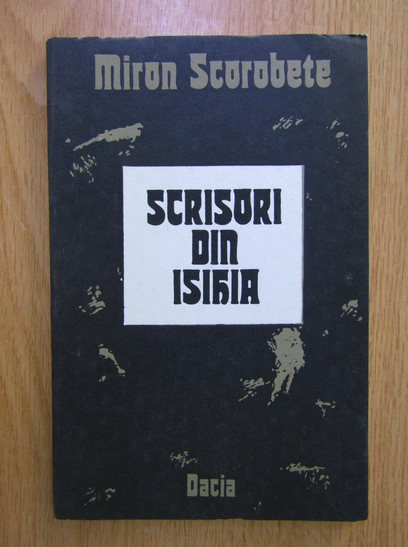 Miron Scorobete
SCRISORI
DIN
ISIhIA
Dacia